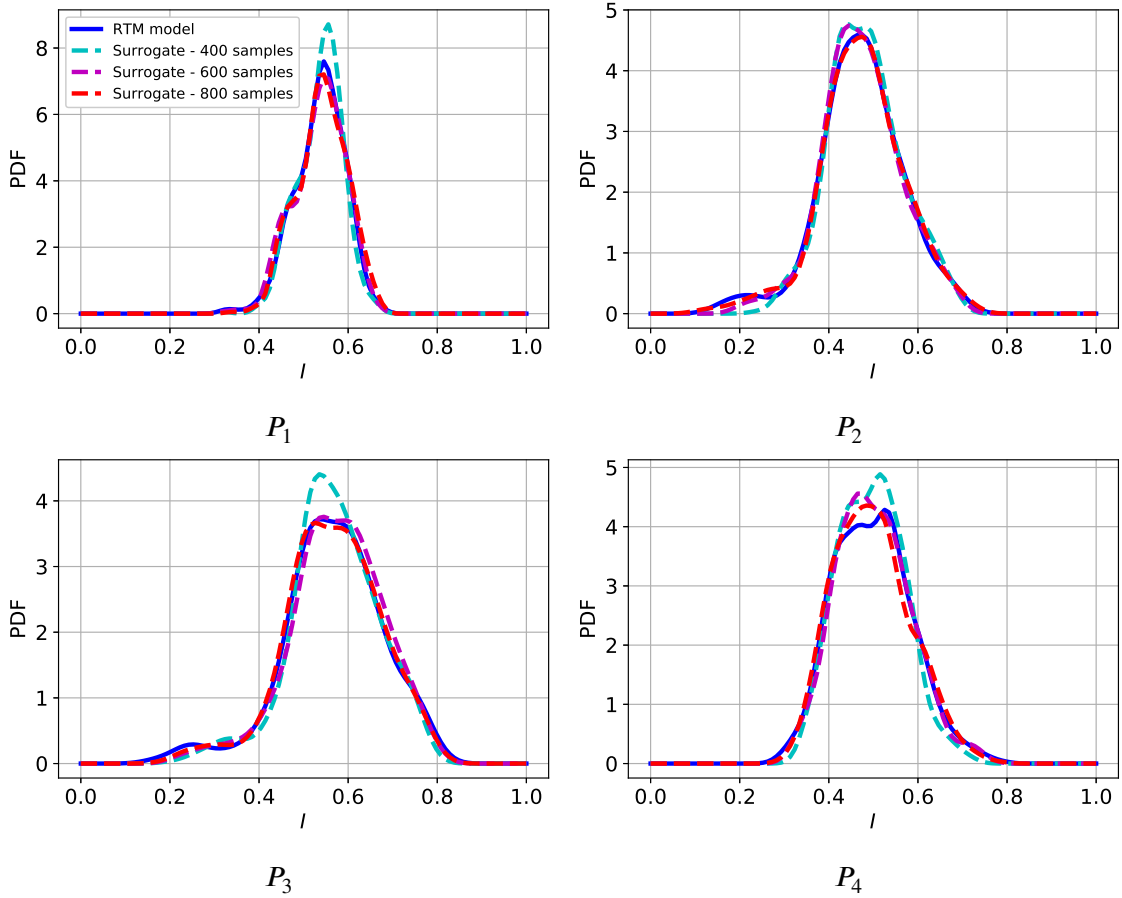 RTM model
Surrogate - 400 samples
Surrogate - 600 samples
Surrogate - 800 samples
PDF
8
6
4
2
0
0.0 0.2 0.4 0.6 0.8 1.0
I
P1
PDF
5
4
3
2
1
0
0.0 0.2 0.4 0.6 0.8 1.0
I
P2
PDF
4
3
2
1
0
0.0 0.2 0.4 0.6 0.8 1.0
I
P3
PDF
5
4
3
2
1
0
0.0 0.2 0.4 0.6 0.8 1.0
I
P4